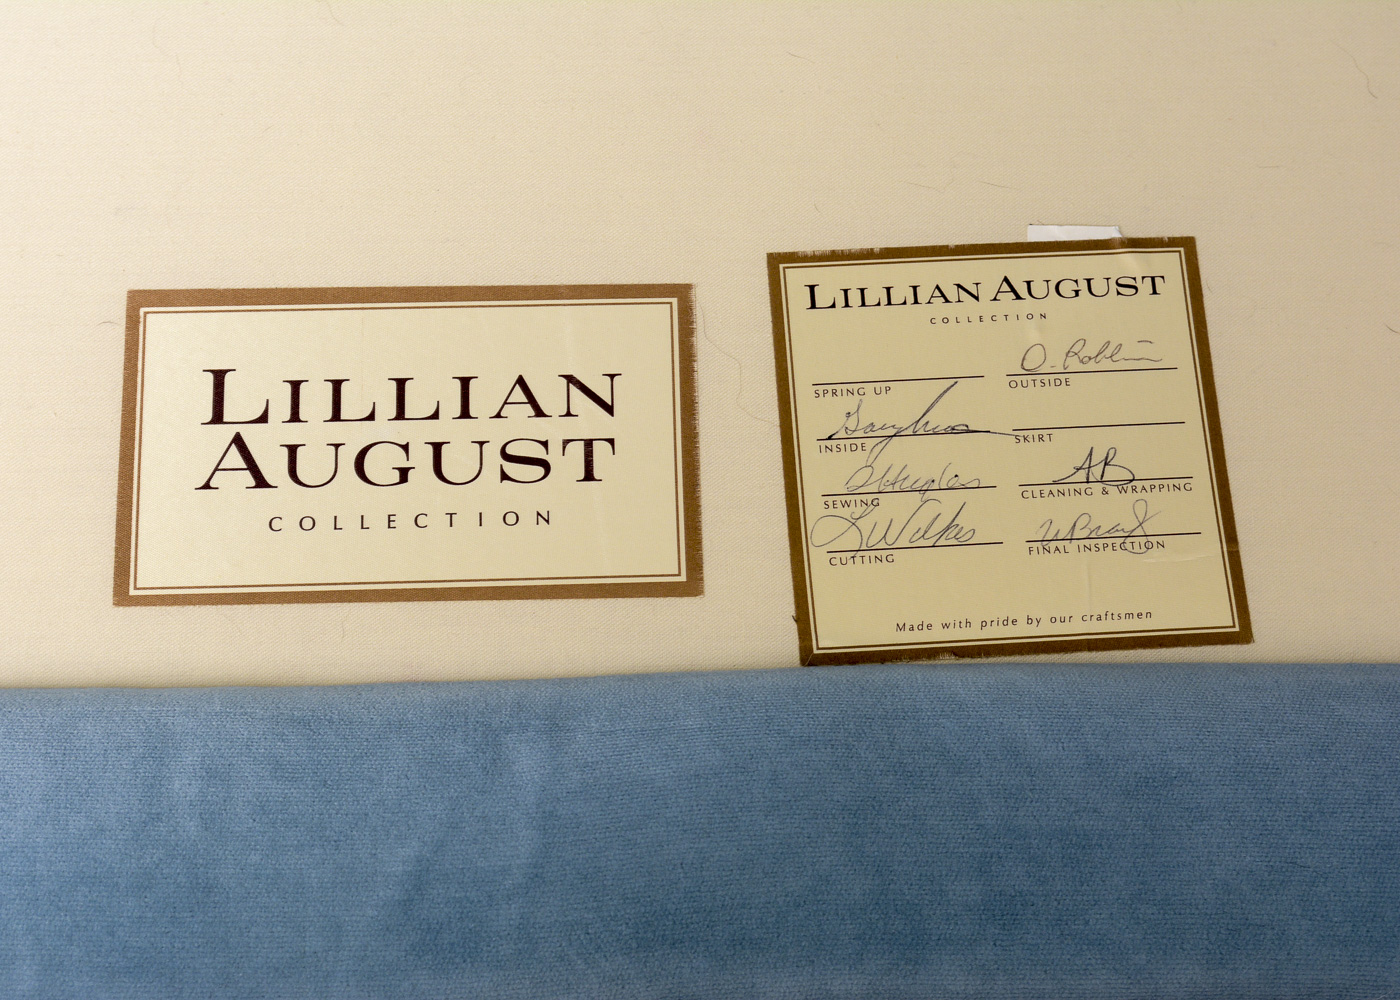 LILLIAN
AUGUST
COLLECTION
LILLIAN AUGUST
COLLECTION
SPRING UP
O.
OUTSIDE
INSIDE
SKIRT
SEWING
AB
CLEANING & WRAPPING
L Wilkes
CUTTING
FINAL INSPECTION
Made with pride by our craftsmen